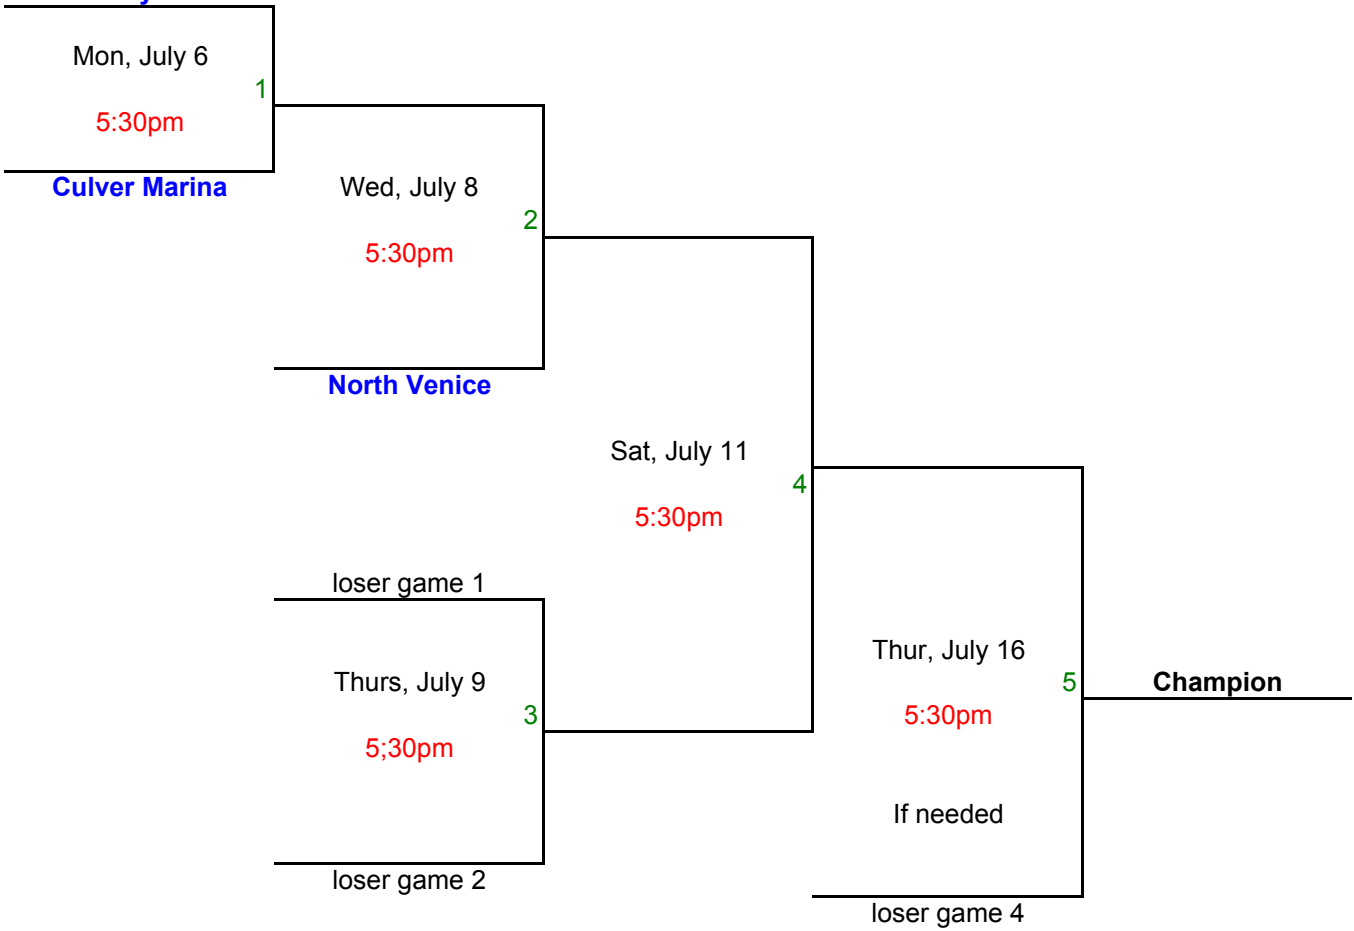 Mon, July 6
1
5:30pm
Culver Marina
Wed, July 8
2
5:30pm
North Venice
Sat, July 11
4
5:30pm
loser game 1
Thurs, July 9
3
5;30pm
loser game 2
Thur, July 16
5
Champion
5:30pm
If needed
loser game 4